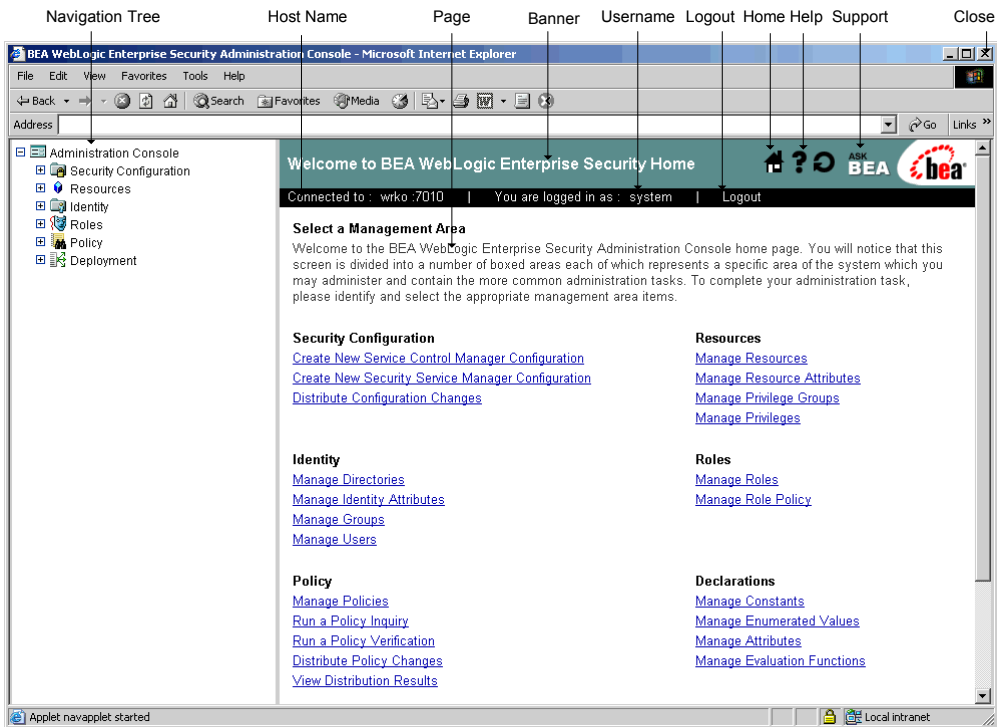 Navigation Tree Host Name Page Banner Username Logout Home Help Support Close
BEA WebLogic Enterprise Security Administration Console - Microsoft Internet Explorer
File Edit View Favorites Tools Help
Back Search Favorites Media
Address Go Links »
Administration Console
Security Configuration
Resources
Identity
Roles
Policy
Deployment
Welcome to BEA WebLogic Enterprise Security Home ? ASK BEA bea
Connected to : wrko :7010 | You are logged in as : system | Logout
Select a Management Area
Welcome to the BEA WebLogic Enterprise Security Administration Console home page. You will notice that this
screen is divided into a number of boxed areas each of which represents a specific area of the system which you
may administer and contain the more common administration tasks. To complete your administration task,
please identify and select the appropriate management area items.
Security Configuration
Create New Service Control Manager Configuration
Create New Security Service Manager Configuration
Distribute Configuration Changes
Resources
Manage Resources
Manage Resource Attributes
Manage Privilege Groups
Manage Privileges
Identity
Manage Directories
Manage Identity Attributes
Manage Groups
Manage Users
Roles
Manage Roles
Manage Role Policy
Policy
Manage Policies
Run a Policy Inquiry
Run a Policy Verification
Distribute Policy Changes
View Distribution Results
Declarations
Manage Constants
Manage Enumerated Values
Manage Attributes
Manage Evaluation Functions
Applet navapplet started Local intranet